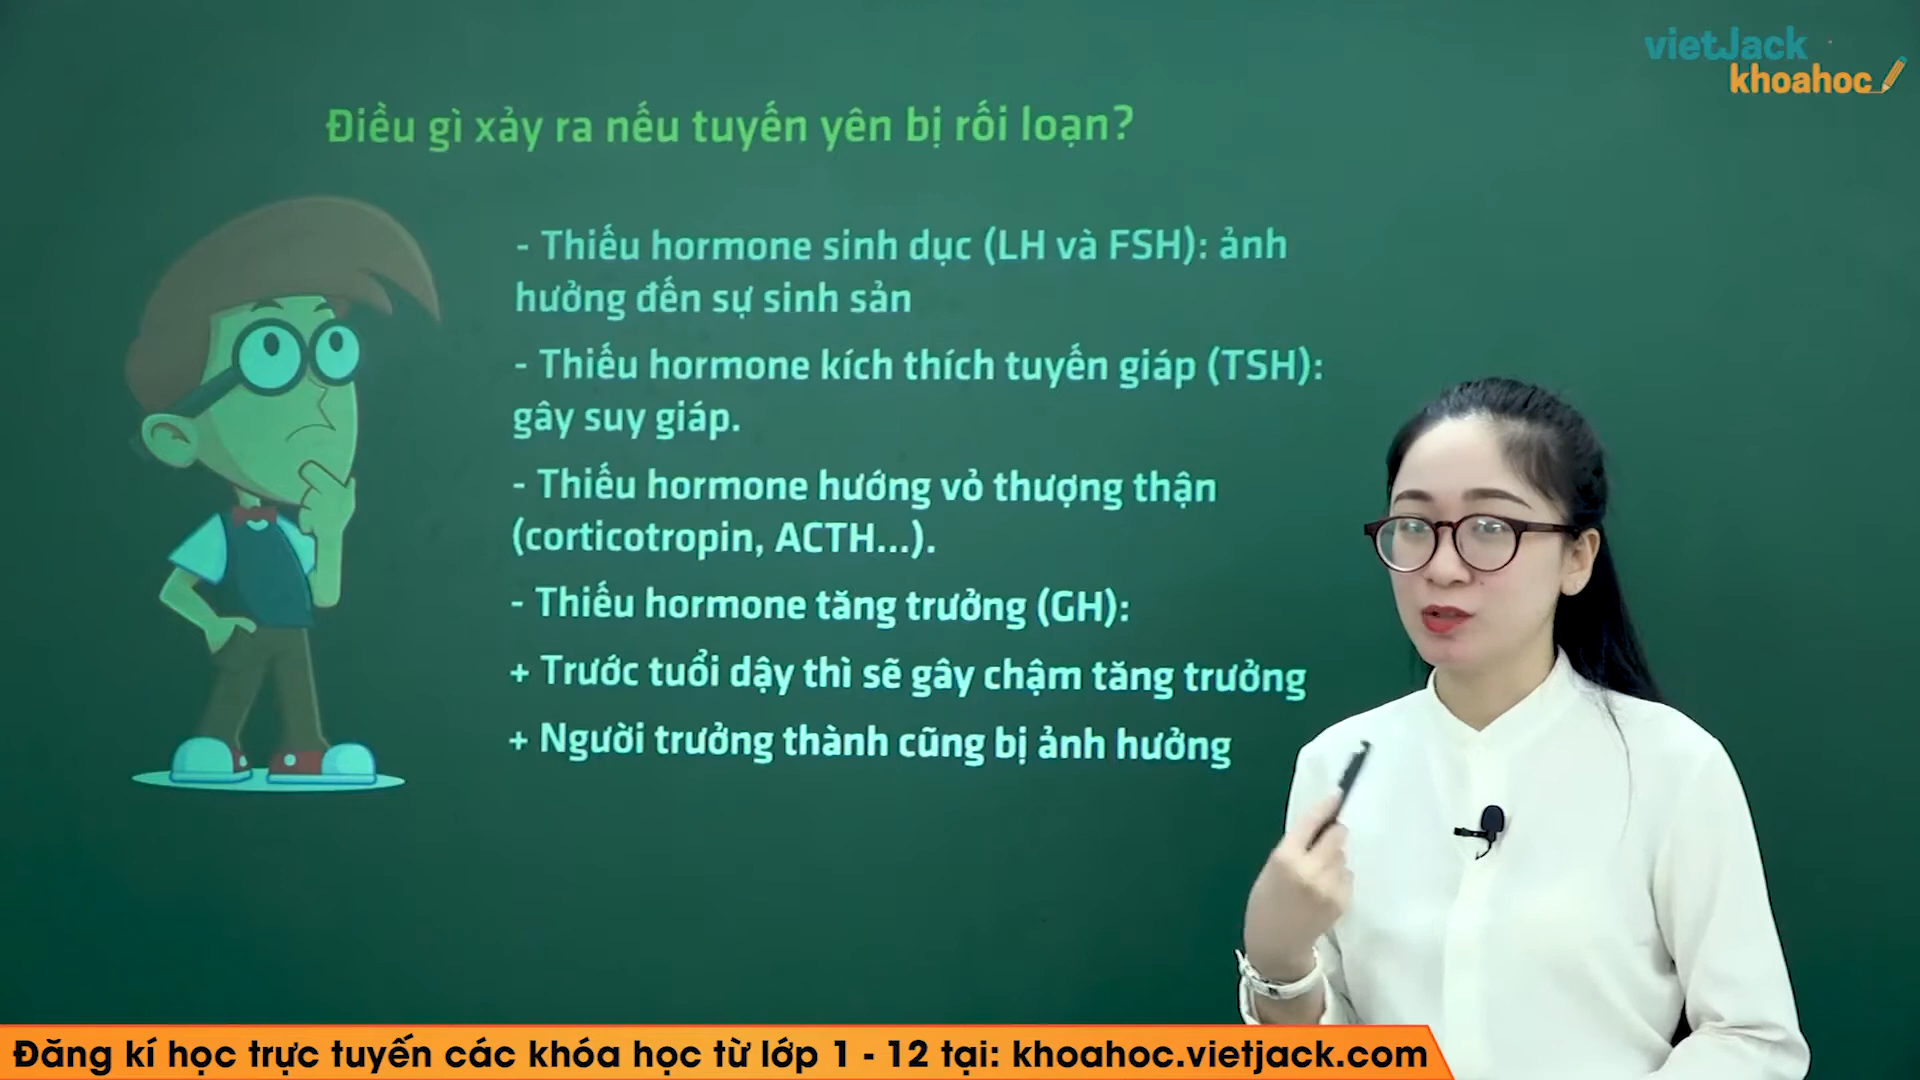 vietJack
khoahoc
Điều gì xảy ra nếu tuyến yên bị rối loạn?
- Thiếu hormone sinh dục (LH và FSH): ảnh
hưởng đến sự sinh sản
- Thiếu hormone kích thích tuyến giáp (TSH):
gây suy giáp.
- Thiếu hormone hướng vỏ thượng thận
(corticotropin, ACTH...).
- Thiếu hormone tăng trưởng (GH):
+ Trước tuổi dậy thì sẽ gây chậm tăng trưởng
+ Người trưởng thành cũng bị ảnh hưởng
Đăng kí học trực tuyến các khóa học từ lớp 1 - 12 tại: khoahoc.vietjack.com